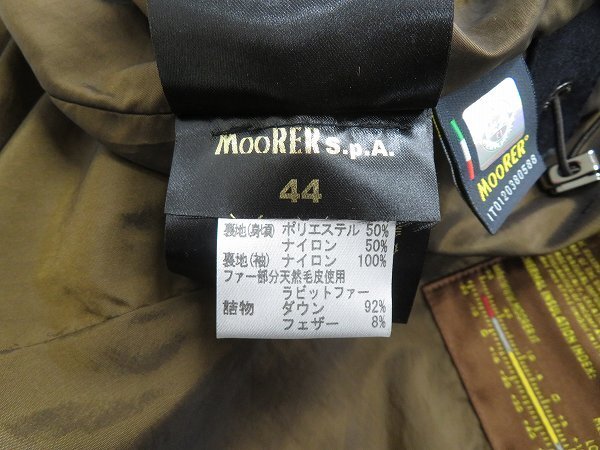 MOORER S.p.A.
44
裏地(身頃) ポリエステル 50%
ナイロン 50%
裏地(袖) ナイロン 100%
ファー部分天然毛皮使用
ラビットファー
詰物 ダウン 92%
フェザー 8%
MOORER®
IT0120380588
MOORER